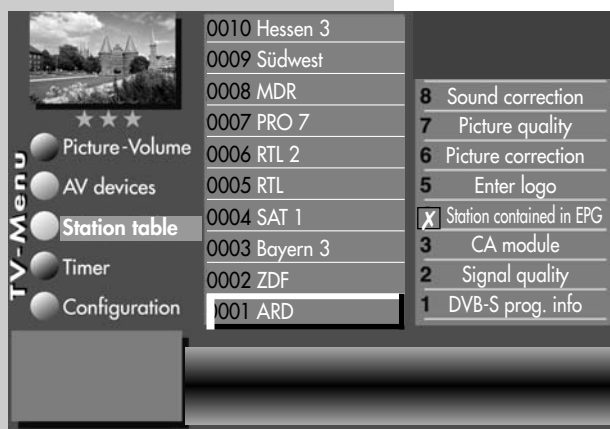 TV-Menu
Picture-Volume
AV devices
Station table
Timer
Configuration
0010 Hessen 3
0009 Südwest
0008 MDR
0007 PRO 7
0006 RTL 2
0005 RTL
0004 SAT 1
0003 Bayern 3
0002 ZDF
0001 ARD
8 Sound correction
7 Picture quality
6 Picture correction
5 Enter logo
X Station contained in EPG
3 CA module
2 Signal quality
1 DVB-S prog. info